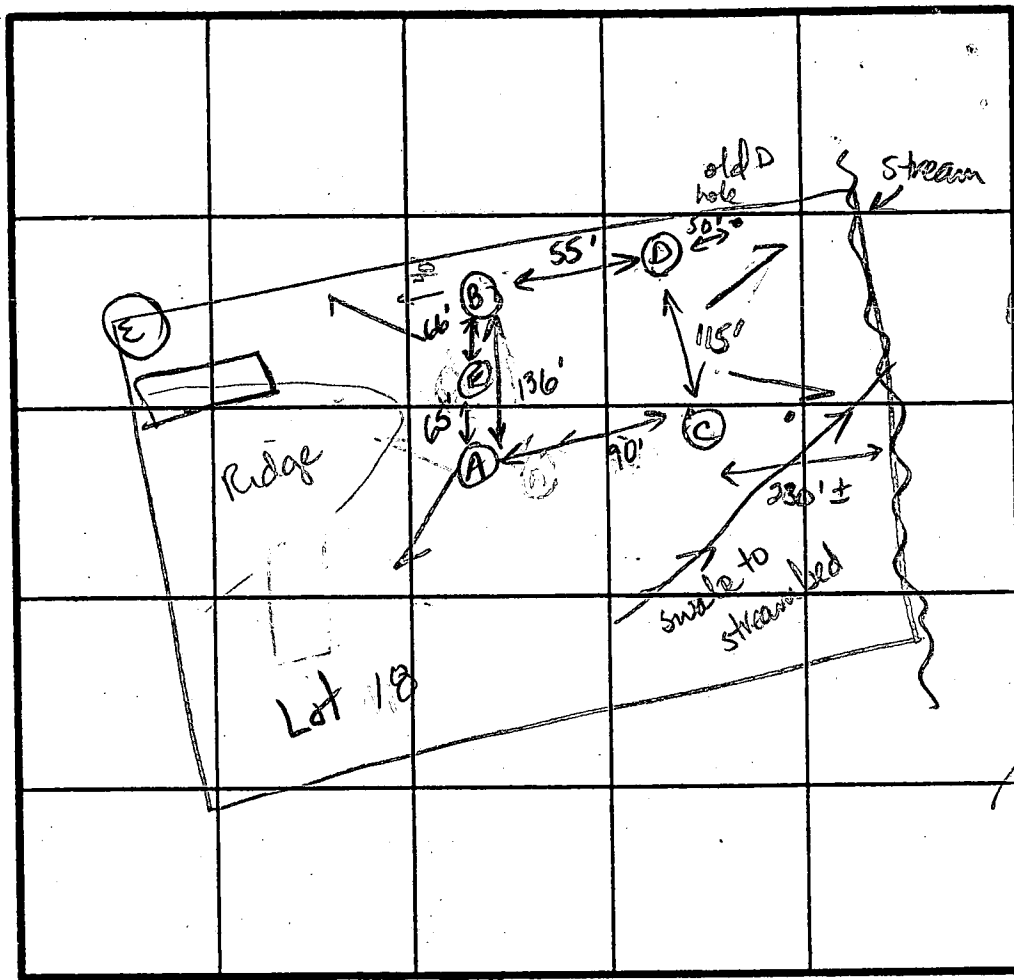 old D
hole
stream
50'
55'
D
B
E
66'
115'
E
136'
65'
C
Ridge
A
90'
230' ±
swale to
streambed
Lot 18